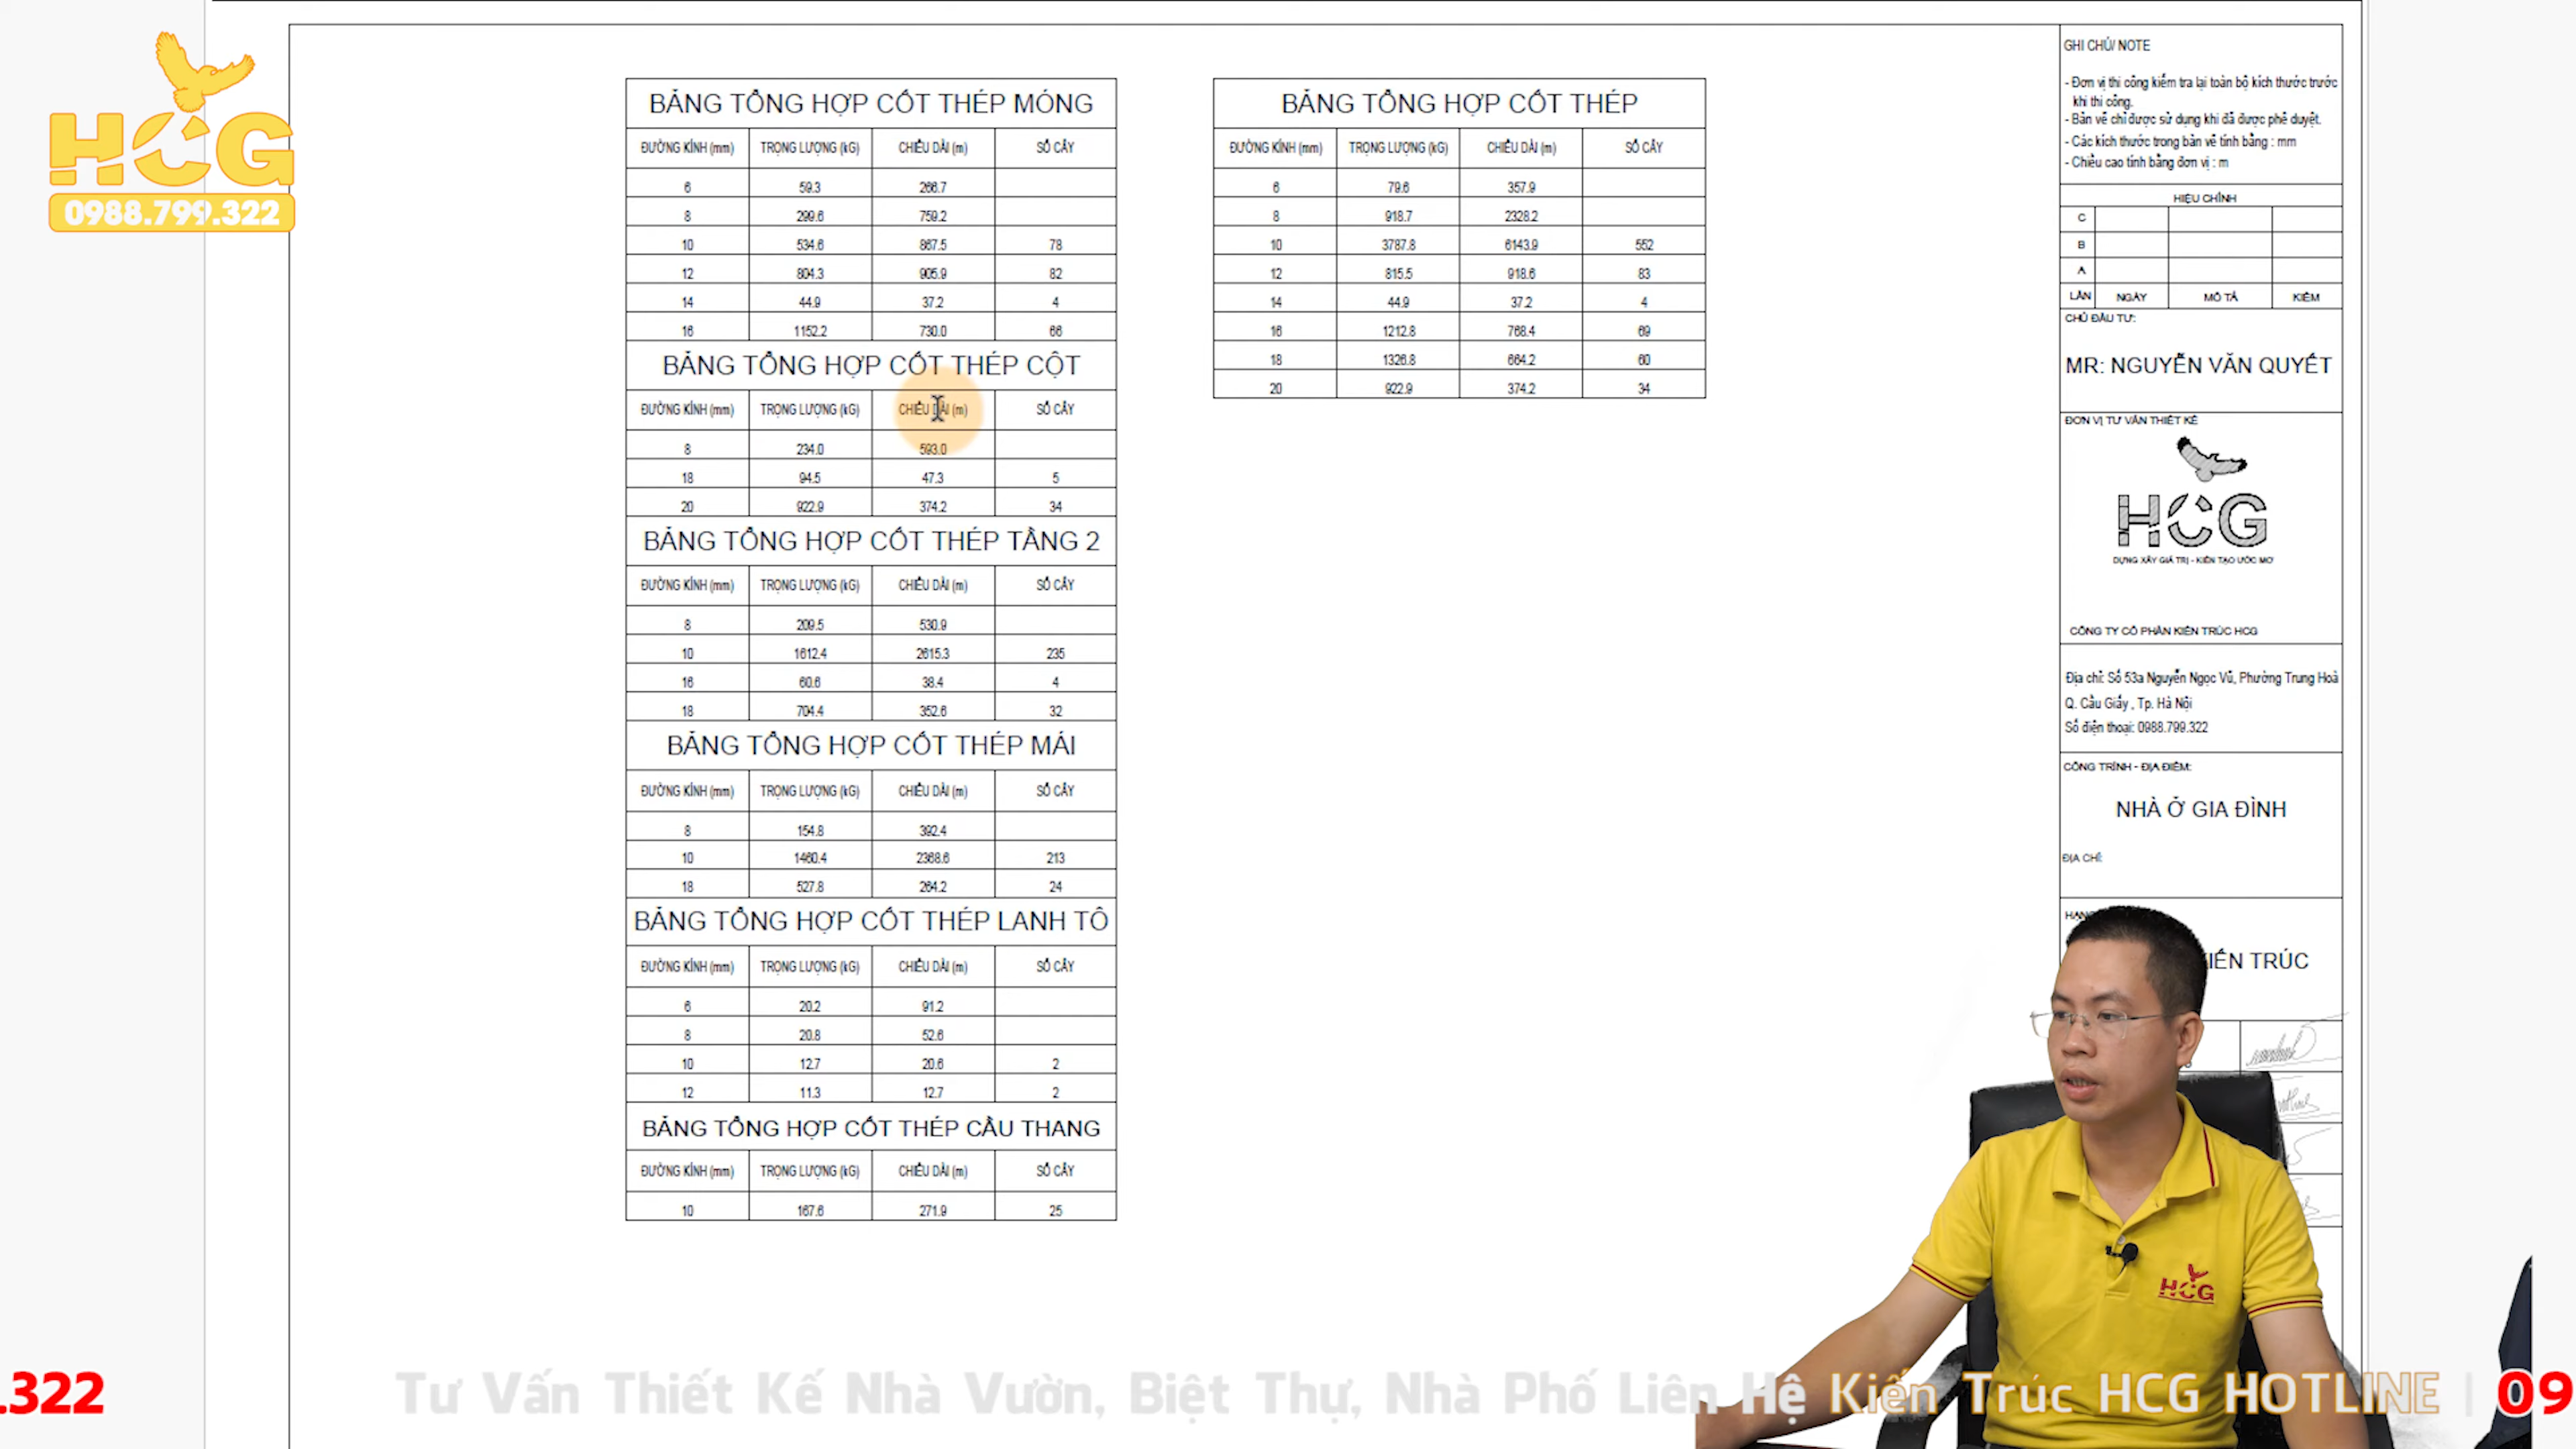 HCG
0988.799.322
BẢNG TỔNG HỢP CỐT THÉP MÓNG
ĐƯỜNG KÍNH (mm) TRỌNG LƯỢNG (kG) CHIỀU DÀI (m) SỐ CÂY
6 59.3 266.7
8 299.6 759.2
10 534.6 867.5 78
12 804.3 905.9 82
14 44.9 37.2 4
16 1152.2 730.0 66
BẢNG TỔNG HỢP CỐT THÉP CỘT
ĐƯỜNG KÍNH (mm) TRỌNG LƯỢNG (kG) CHIỀU DÀI (m) SỐ CÂY
8 234.0 593.0
18 94.5 47.3 5
20 922.9 374.2 34
BẢNG TỔNG HỢP CỐT THÉP TẦNG 2
ĐƯỜNG KÍNH (mm) TRỌNG LƯỢNG (kG) CHIỀU DÀI (m) SỐ CÂY
8 209.5 530.9
10 1612.4 2615.3 235
16 60.6 38.4 4
18 704.4 352.6 32
BẢNG TỔNG HỢP CỐT THÉP MÁI
ĐƯỜNG KÍNH (mm) TRỌNG LƯỢNG (kG) CHIỀU DÀI (m) SỐ CÂY
8 154.8 392.4
10 1460.4 2368.6 213
18 527.8 264.2 24
BẢNG TỔNG HỢP CỐT THÉP LANH TÔ
ĐƯỜNG KÍNH (mm) TRỌNG LƯỢNG (kG) CHIỀU DÀI (m) SỐ CÂY
6 20.2 91.2
8 20.8 52.6
10 12.7 20.6 2
12 11.3 12.7 2
BẢNG TỔNG HỢP CỐT THÉP CẦU THANG
ĐƯỜNG KÍNH (mm) TRỌNG LƯỢNG (kG) CHIỀU DÀI (m) SỐ CÂY
10 167.6 271.9 25
BẢNG TỔNG HỢP CỐT THÉP
ĐƯỜNG KÍNH (mm) TRỌNG LƯỢNG (kG) CHIỀU DÀI (m) SỐ CÂY
6 79.6 357.9
8 918.7 2328.2
10 3787.8 6143.9 552
12 815.5 918.6 83
14 44.9 37.2 4
16 1212.8 768.4 69
18 1326.8 664.2 60
20 922.9 374.2 34
GHI CHÚ/ NOTE
- Đơn vị thi công kiểm tra lại toàn bộ kích thước trước
khi thi công.
- Bản vẽ chỉ được sử dụng khi đã được phê duyệt.
- Các kích thước trong bản vẽ tính bằng : mm
- Chiều cao tính bằng đơn vị : m
HIỆU CHỈNH
C
B
A
LẦN NGÀY MÔ TẢ KIỂM
CHỦ ĐẦU TƯ:
MR: NGUYỄN VĂN QUYẾT
ĐƠN VỊ TƯ VẤN THIẾT KẾ
HCG
DỰNG XÂY GIÁ TRỊ - KIẾN TẠO ƯỚC MƠ
CÔNG TY CỔ PHẦN KIẾN TRÚC HCG
Địa chỉ: Số 53a Nguyễn Ngọc Vũ, Phường Trung Hoà
Q. Cầu Giấy , Tp. Hà Nội
Số điện thoại: 0988.799.322
CÔNG TRÌNH - ĐỊA ĐIỂM:
NHÀ Ở GIA ĐÌNH
ĐỊA CHỈ:
IẾN TRÚC
HCG
.322 Tư Vấn Thiết Kế Nhà Vườn, Biệt Thự, Nhà Phố Liên Hệ Kiến Trúc HCG HOTLINE | 09